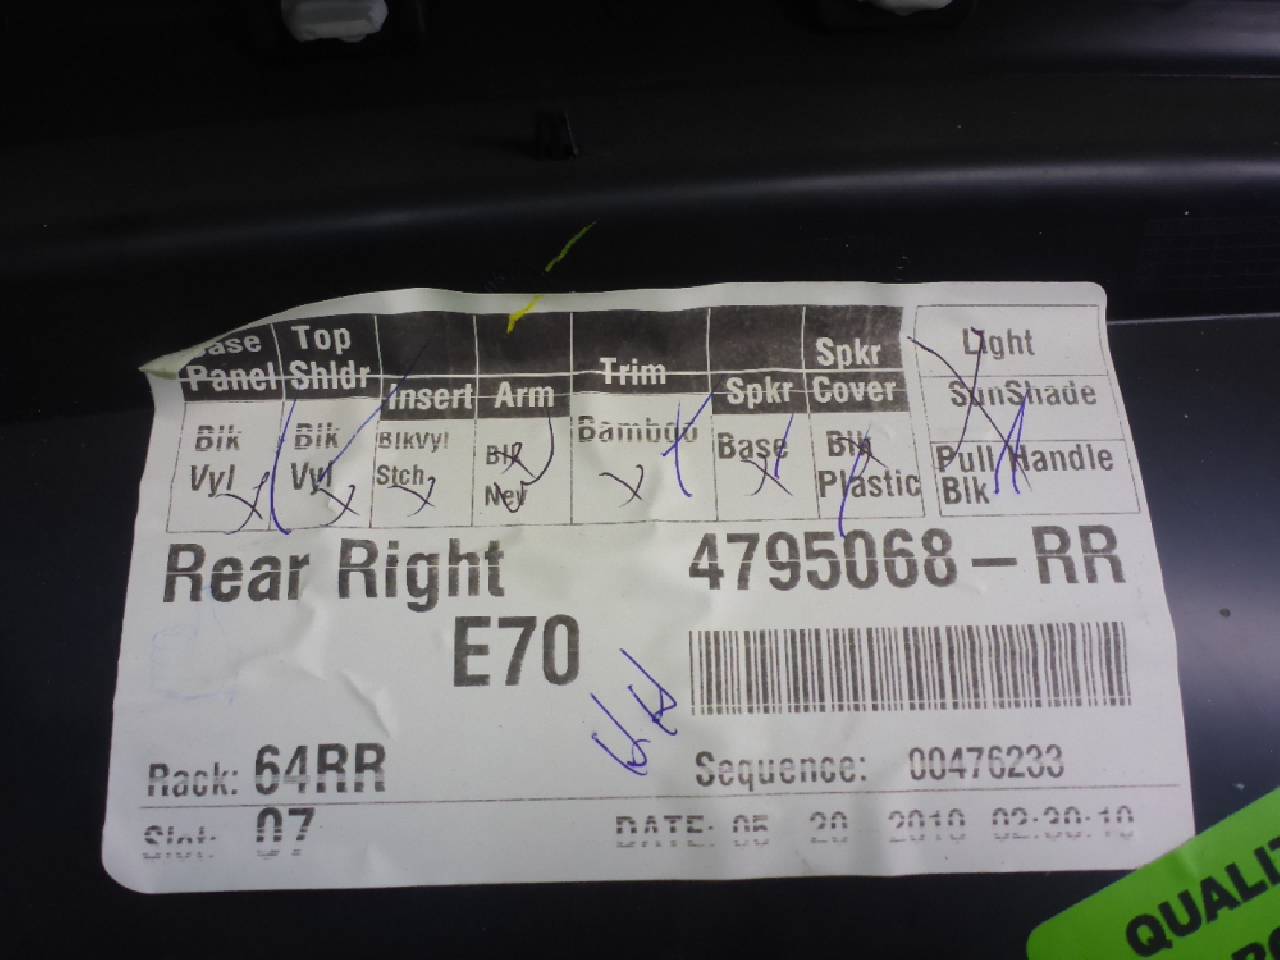 Base Panel
Top Shldr
Insert
Arm
Trim
Spkr
Spkr Cover
Light
SunShade
Pull Handle
Blk
Blk Vyl
Blk Vyl
BlkVyl Stch
Blk Nev
Bamboo
Base
Blk Plastic
Rear Right
4795068-RR
E70
Rack: 64RR
Sequence: 00476233
Slot: 07
DATE: 05 20 2010 02:30:10